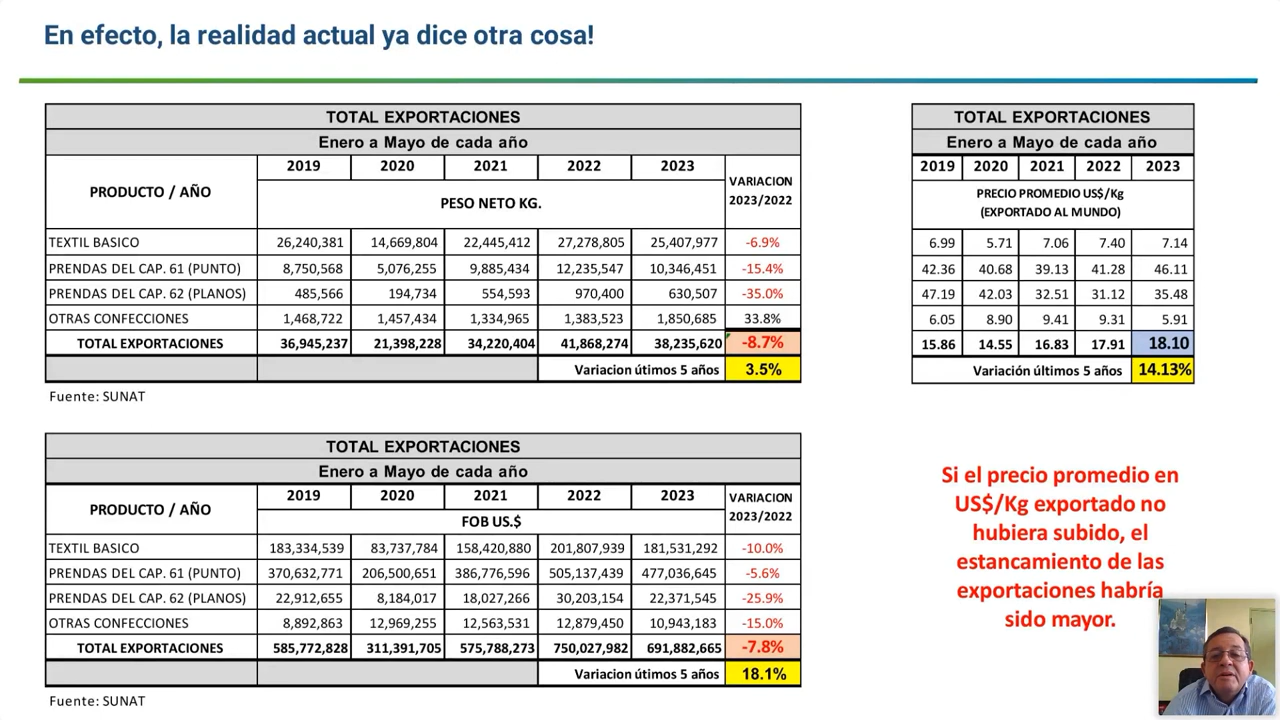 En efecto, la realidad actual ya dice otra cosa!
TOTAL EXPORTACIONES
Enero a Mayo de cada año
PRODUCTO / AÑO 2019 2020 2021 2022 2023 VARIACION 2023/2022
PESO NETO KG.
TEXTIL BASICO 26,240,381 14,669,804 22,445,412 27,278,805 25,407,977 -6.9%
PRENDAS DEL CAP. 61 (PUNTO) 8,750,568 5,076,255 9,885,434 12,235,547 10,346,451 -15.4%
PRENDAS DEL CAP. 62 (PLANOS) 485,566 194,734 554,593 970,400 630,507 -35.0%
OTRAS CONFECCIONES 1,468,722 1,457,434 1,334,965 1,383,523 1,850,685 33.8%
TOTAL EXPORTACIONES 36,945,237 21,398,228 34,220,404 41,868,274 38,235,620 -8.7%
Variacion útimos 5 años 3.5%
Fuente: SUNAT
TOTAL EXPORTACIONES
Enero a Mayo de cada año
2019 2020 2021 2022 2023
PRECIO PROMEDIO US$/Kg
(EXPORTADO AL MUNDO)
6.99 5.71 7.06 7.40 7.14
42.36 40.68 39.13 41.28 46.11
47.19 42.03 32.51 31.12 35.48
6.05 8.90 9.41 9.31 5.91
15.86 14.55 16.83 17.91 18.10
Variación últimos 5 años 14.13%
TOTAL EXPORTACIONES
Enero a Mayo de cada año
PRODUCTO / AÑO 2019 2020 2021 2022 2023 VARIACION 2023/2022
FOB US.$
TEXTIL BASICO 183,334,539 83,737,784 158,420,880 201,807,939 181,531,292 -10.0%
PRENDAS DEL CAP. 61 (PUNTO) 370,632,771 206,500,651 386,776,596 505,137,439 477,036,645 -5.6%
PRENDAS DEL CAP. 62 (PLANOS) 22,912,655 8,184,017 18,027,266 30,203,154 22,371,545 -25.9%
OTRAS CONFECCIONES 8,892,863 12,969,255 12,563,531 12,879,450 10,943,183 -15.0%
TOTAL EXPORTACIONES 585,772,828 311,391,705 575,788,273 750,027,982 691,882,665 -7.8%
Variacion útimos 5 años 18.1%
Fuente: SUNAT
Si el precio promedio en
US$/Kg exportado no
hubiera subido, el
estancamiento de las
exportaciones habría
sido mayor.